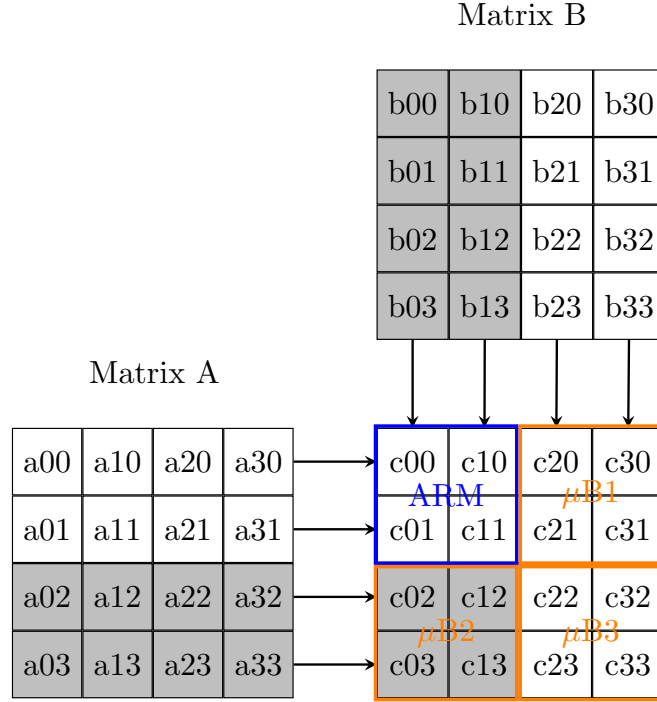 Matrix B
b00 b10 b20 b30
b01 b11 b21 b31
b02 b12 b22 b32
b03 b13 b23 b33
Matrix A
a00 a10 a20 a30 c00 c10 c20 c30
ARM μB1
a01 a11 a21 a31 c01 c11 c21 c31
a02 a12 a22 a32 c02 c12 c22 c32
μB2 μB3
a03 a13 a23 a33 c03 c13 c23 c33